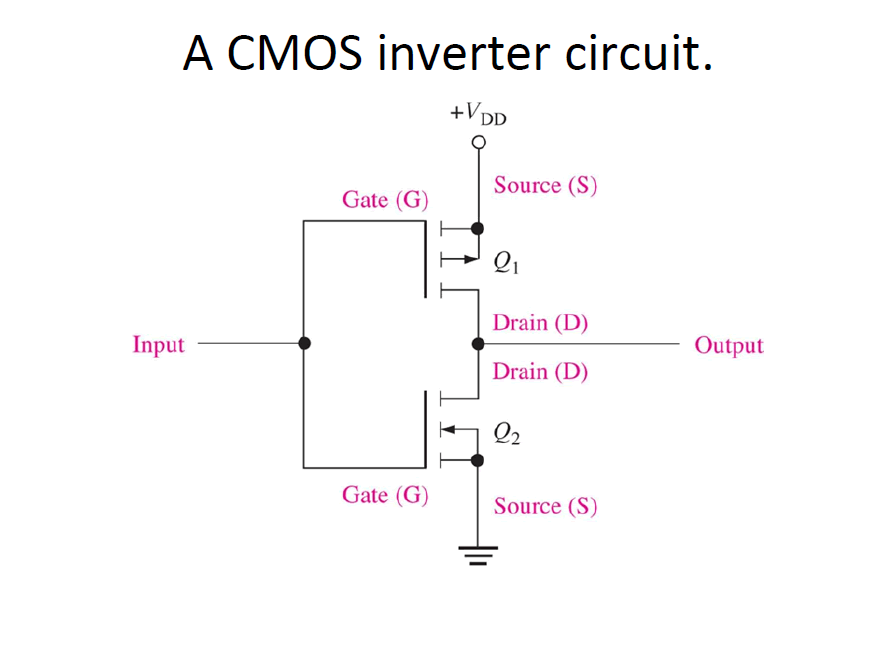 A CMOS inverter circuit.
+VDD
Source (S)
Gate (G)
Q1
Drain (D)
Input
Output
Drain (D)
Q2
Gate (G)
Source (S)